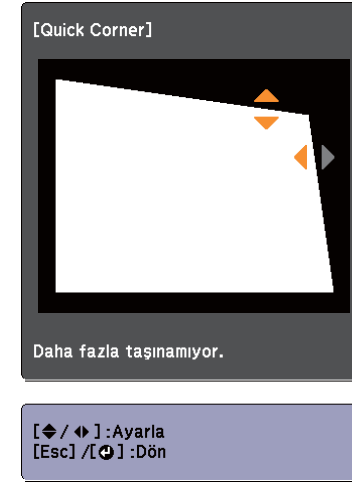 [Quick Corner]
Daha fazla taşınamıyor.
[⬘/⬖]:Ayarla
[Esc] /[⏎] :Dön